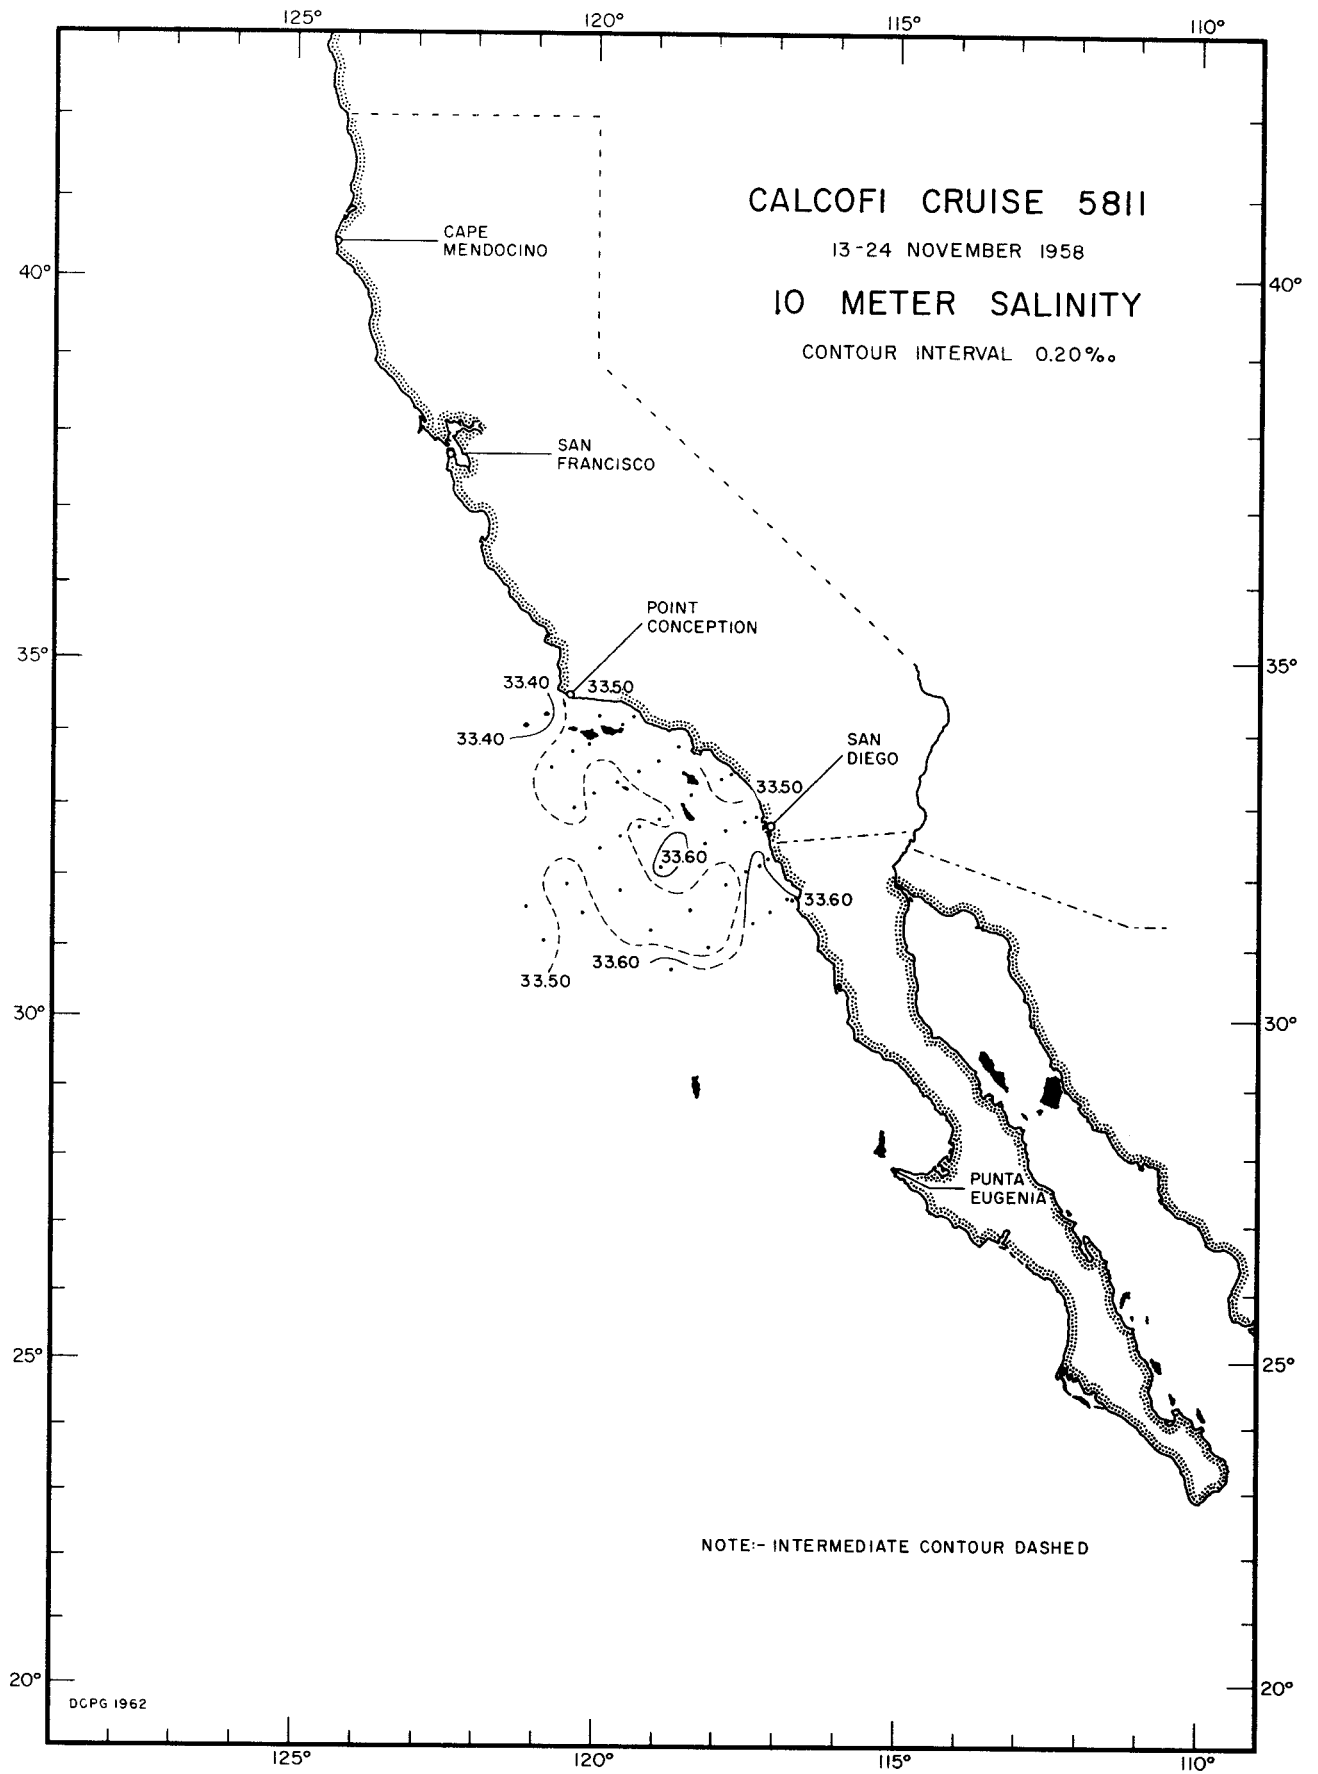 125°
120°
115°
110°
CALCOFI CRUISE 5811
13-24 NOVEMBER 1958
10 METER SALINITY
CONTOUR INTERVAL 0.20‰
CAPE
MENDOCINO
40°
40°
SAN
FRANCISCO
POINT
CONCEPTION
35°
35°
33.40
33.50
33.40
SAN
DIEGO
33.50
33.60
33.60
33.60
33.50
30°
30°
PUNTA
EUGENIA
25°
25°
NOTE:- INTERMEDIATE CONTOUR DASHED
20°
20°
DCPG 1962
125°
120°
115°
110°